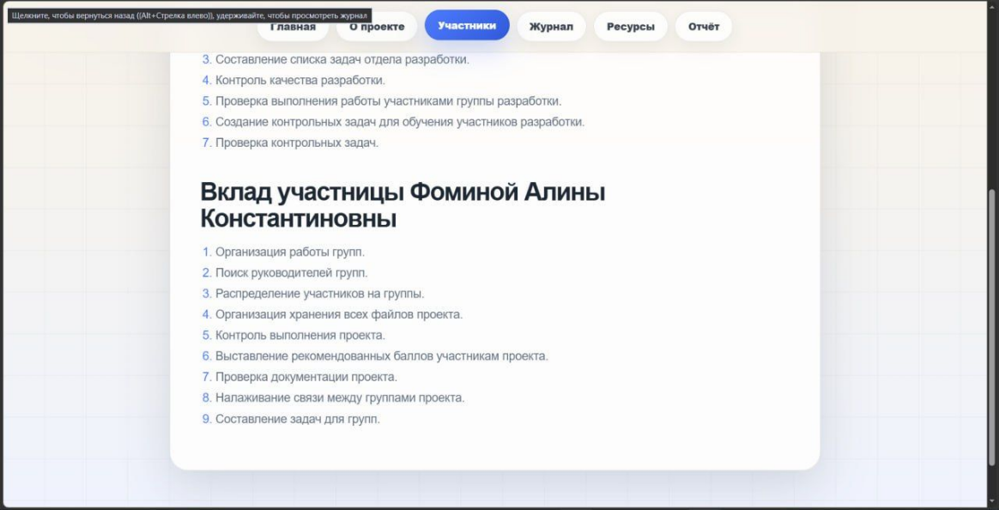 Щелкните, чтобы вернуться назад ((Alt+Стрелка влево)), удерживайте, чтобы просмотреть журнал
Главная О проекте Участники Журнал Ресурсы Отчёт
3. Составление списка задач отдела разработки.
4. Контроль качества разработки.
5. Проверка выполнения работы участниками группы разработки.
6. Создание контрольных задач для обучения участников разработки.
7. Проверка контрольных задач.
Вклад участницы Фоминой Алины
Константиновны
1. Организация работы групп.
2. Поиск руководителей групп.
3. Распределение участников на группы.
4. Организация хранения всех файлов проекта.
5. Контроль выполнения проекта.
6. Выставление рекомендованных баллов участникам проекта.
7. Проверка документации проекта.
8. Налаживание связи между группами проекта.
9. Составление задач для групп.